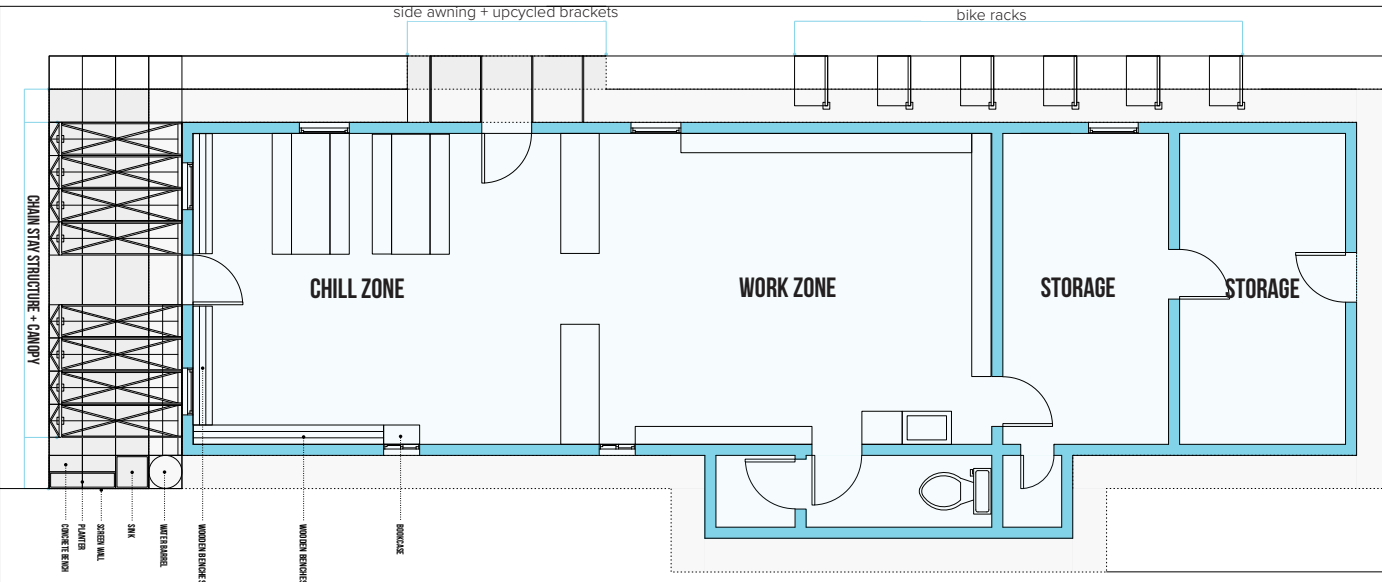 side awning + upcycled brackets
bike racks
CHAIN STAY STRUCTURE + CANOPY
CHILL ZONE
WORK ZONE
STORAGE
STORAGE
CONCRETE BENCH
PLANTER
SCREEN WALL
SINK
WATER BARREL
WOODEN BENCHES
WOODEN BENCHES
BOOKCASE